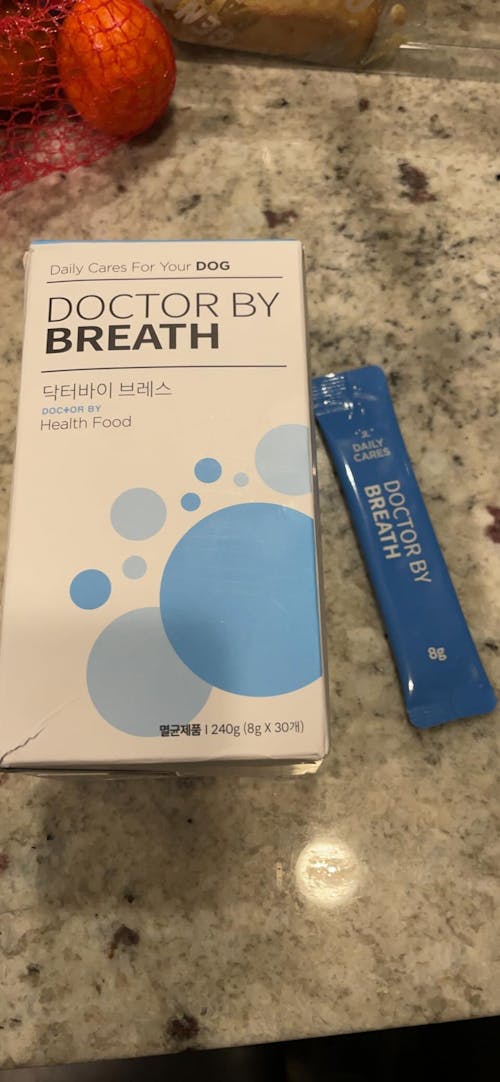 Daily Cares For Your DOG
DOCTOR BY
BREATH
닥터바이 브레스
DOCTOR BY
Health Food
멸균제품 I 240g (8g X 30개)
DAILY
CARES
DOCTOR BY
BREATH
8g